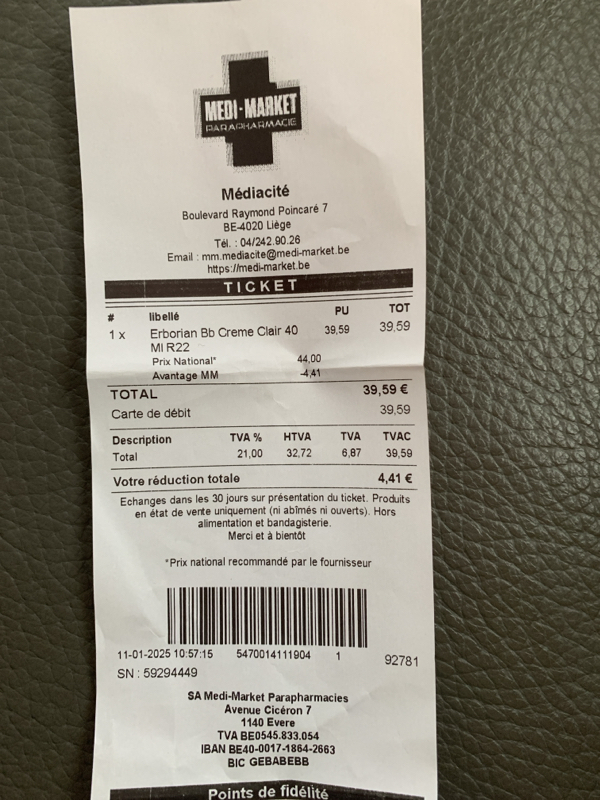 MEDI-MARKET
PARAPHARMACIE
Médiacité
Boulevard Raymond Poincaré 7
BE-4020 Liège
Tél. : 04/242.90.26
Email : mm.mediacite@medi-market.be
https://medi-market.be
TICKET
# libellé PU TOT
1 x Erborian Bb Creme Clair 40 39,59 39,59
Ml R22
Prix National* 44,00
Avantage MM -4,41
TOTAL 39,59 €
Carte de débit 39,59
Description TVA % HTVA TVA TVAC
Total 21,00 32,72 6,87 39,59
Votre réduction totale 4,41 €
Echanges dans les 30 jours sur présentation du ticket. Produits
en état de vente uniquement (ni abîmés ni ouverts). Hors
alimentation et bandagisterie.
Merci et à bientôt
*Prix national recommandé par le fournisseur
11-01-2025 10:57:15 5470014111904 1 92781
SN : 59294449
SA Medi-Market Parapharmacies
Avenue Cicéron 7
1140 Evere
TVA BE0545.833.054
IBAN BE40-0017-1864-2663
BIC GEBABEBB
Points de fidélité